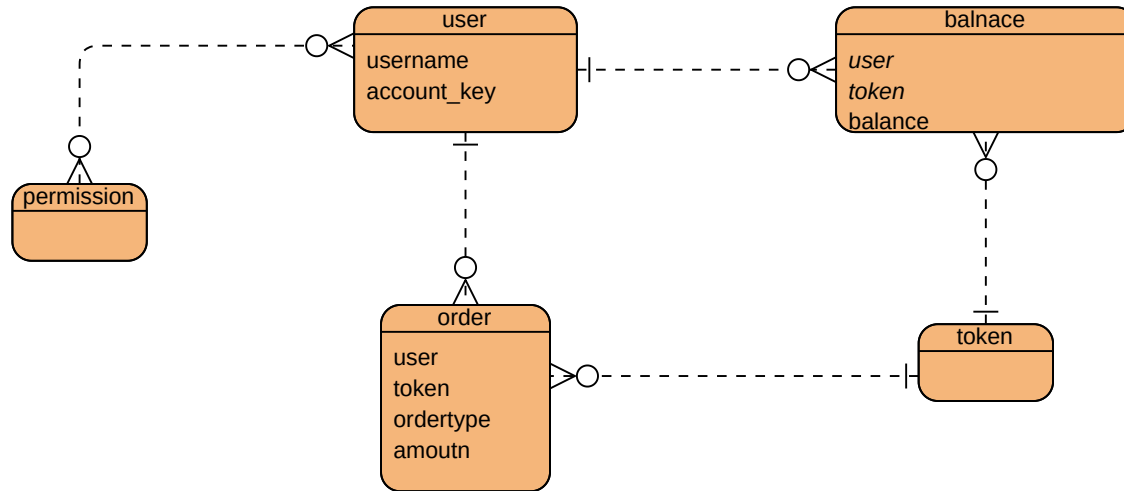 user
username
account_key
balnace
user
token
balance
permission
order
user
token
ordertype
amoutn
token